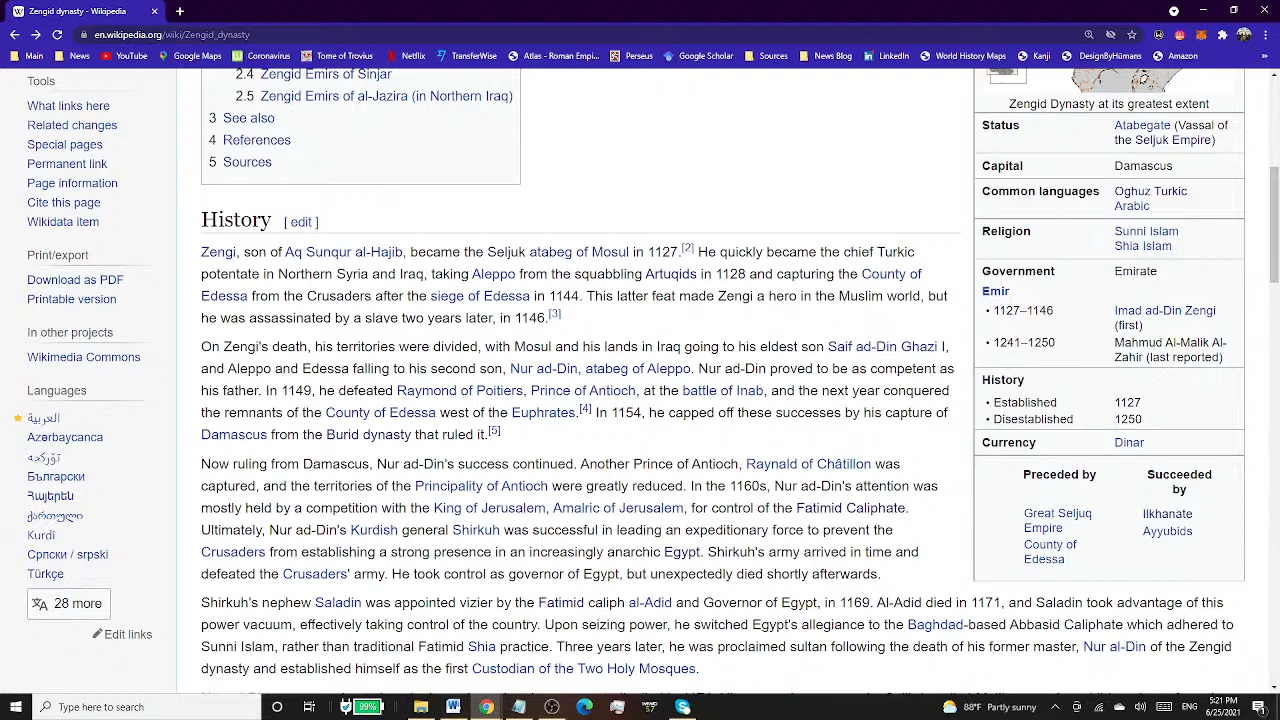 Zengid dynasty - Wikipedia
en.wikipedia.org/wiki/Zengid_dynasty
Main
News
YouTube
Google Maps
Coronavirus
Tome of Trovius
Netflix
TransferWise
Atlas - Roman Empi...
Perseus
Google Scholar
Sources
News Blog
LinkedIn
World History Maps
Kanji
DesignByHumans
Amazon
»
Tools
What links here
Related changes
Special pages
Permanent link
Page information
Cite this page
Wikidata item
Print/export
Download as PDF
Printable version
In other projects
Wikimedia Commons
Languages
العربية
Azərbaycanca
تۆرکجه
Български
Հայերեն
ქართული
Kurdî
Српски / srpski
Türkçe
28 more
Edit links
2.4 Zengid Emirs of Sinjar
2.5 Zengid Emirs of al-Jazira (in Northern Iraq)
3 See also
4 References
5 Sources
History [ edit ]
Zengi, son of Aq Sunqur al-Hajib, became the Seljuk atabeg of Mosul in 1127.[2] He quickly became the chief Turkic
potentate in Northern Syria and Iraq, taking Aleppo from the squabbling Artuqids in 1128 and capturing the County of
Edessa from the Crusaders after the siege of Edessa in 1144. This latter feat made Zengi a hero in the Muslim world, but
he was assassinated by a slave two years later, in 1146.[3]
On Zengi's death, his territories were divided, with Mosul and his lands in Iraq going to his eldest son Saif ad-Din Ghazi I,
and Aleppo and Edessa falling to his second son, Nur ad-Din, atabeg of Aleppo. Nur ad-Din proved to be as competent as
his father. In 1149, he defeated Raymond of Poitiers, Prince of Antioch, at the battle of Inab, and the next year conquered
the remnants of the County of Edessa west of the Euphrates.[4] In 1154, he capped off these successes by his capture of
Damascus from the Burid dynasty that ruled it.[5]
Now ruling from Damascus, Nur ad-Din's success continued. Another Prince of Antioch, Raynald of Châtillon was
captured, and the territories of the Principality of Antioch were greatly reduced. In the 1160s, Nur ad-Din's attention was
mostly held by a competition with the King of Jerusalem, Amalric of Jerusalem, for control of the Fatimid Caliphate.
Ultimately, Nur ad-Din's Kurdish general Shirkuh was successful in leading an expeditionary force to prevent the
Crusaders from establishing a strong presence in an increasingly anarchic Egypt. Shirkuh's army arrived in time and
defeated the Crusaders' army. He took control as governor of Egypt, but unexpectedly died shortly afterwards.
Shirkuh's nephew Saladin was appointed vizier by the Fatimid caliph al-Adid and Governor of Egypt, in 1169. Al-Adid died in 1171, and Saladin took advantage of this
power vacuum, effectively taking control of the country. Upon seizing power, he switched Egypt's allegiance to the Baghdad-based Abbasid Caliphate which adhered to
Sunni Islam, rather than traditional Fatimid Shia practice. Three years later, he was proclaimed sultan following the death of his former master, Nur al-Din of the Zengid
dynasty and established himself as the first Custodian of the Two Holy Mosques.
Zengid Dynasty at its greatest extent
Status Atabegate (Vassal of
the Seljuk Empire)
Capital Damascus
Common languages Oghuz Turkic
Arabic
Religion Sunni Islam
Shia Islam
Government Emirate
Emir
• 1127–1146 Imad ad-Din Zengi
(first)
• 1241–1250 Mahmud Al-Malik Al-
Zahir (last reported)
History
• Established 1127
• Disestablished 1250
Currency Dinar
Preceded by
Great Seljuq
Empire
County of
Edessa
Succeeded
by
Ilkhanate
Ayyubids
Type here to search
99%
88°F Partly sunny
ENG
5:21 PM
6/25/2021